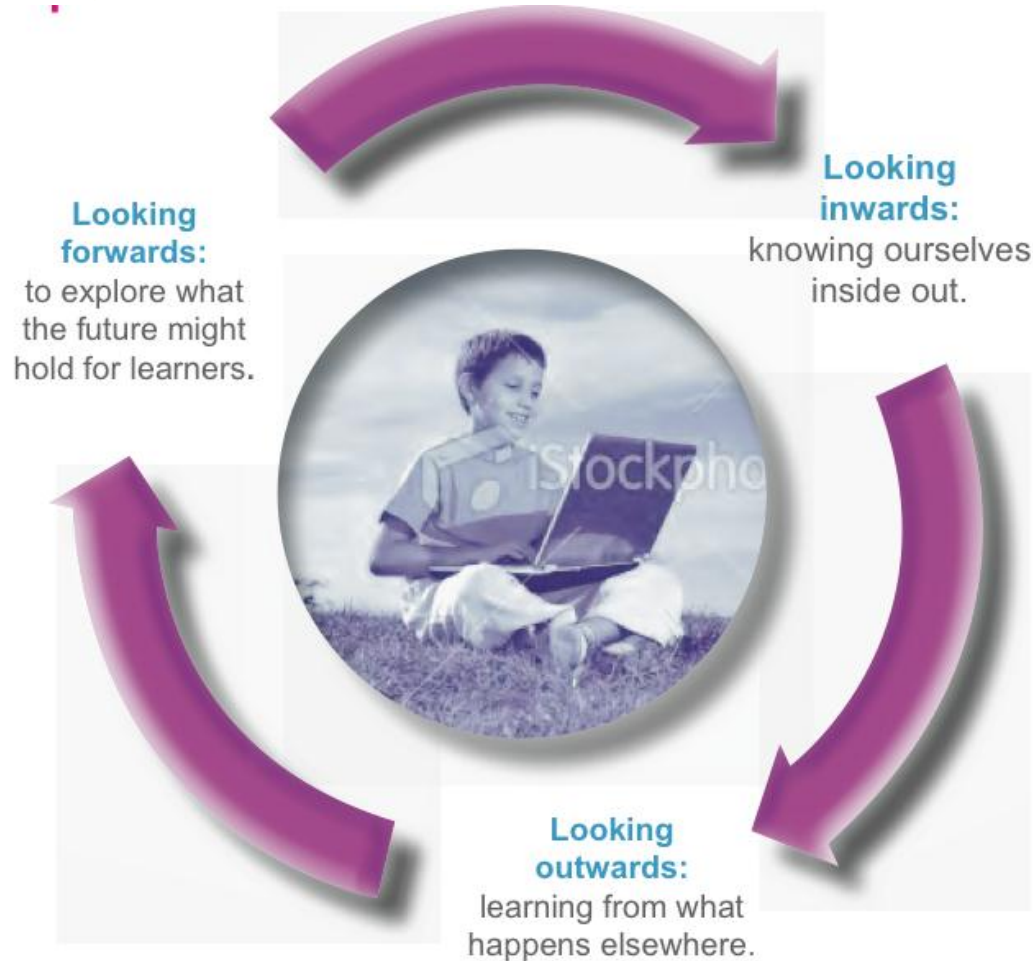 Looking
forwards:
to explore what
the future might
hold for learners.
Looking
inwards:
knowing ourselves
inside out.
iStockpho
Looking
outwards:
learning from what
happens elsewhere.